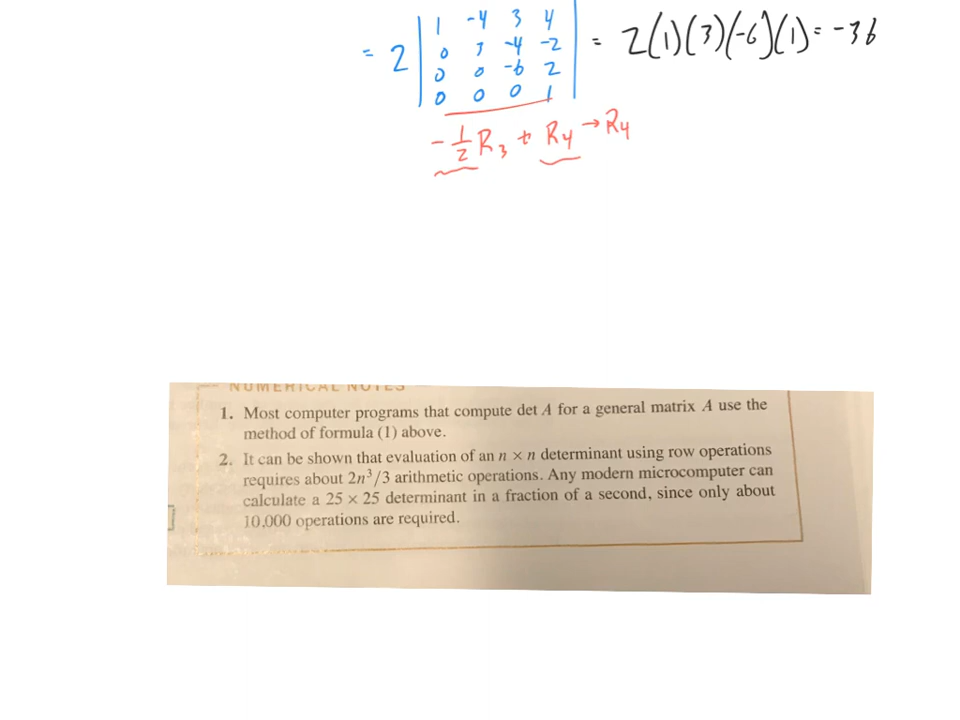 = 2 | 1 -4 3 4 |
| 0 3 -4 -2 |
| 0 0 -6 2 |
| 0 0 0 1 | = 2(1)(3)(-6)(1) = -36
-1/2 R3 + R4 → R4
NUMERICAL NOTES
1. Most computer programs that compute det A for a general matrix A use the
method of formula (1) above.
2. It can be shown that evaluation of an n × n determinant using row operations
requires about 2n³/3 arithmetic operations. Any modern microcomputer can
calculate a 25 × 25 determinant in a fraction of a second, since only about
10,000 operations are required.